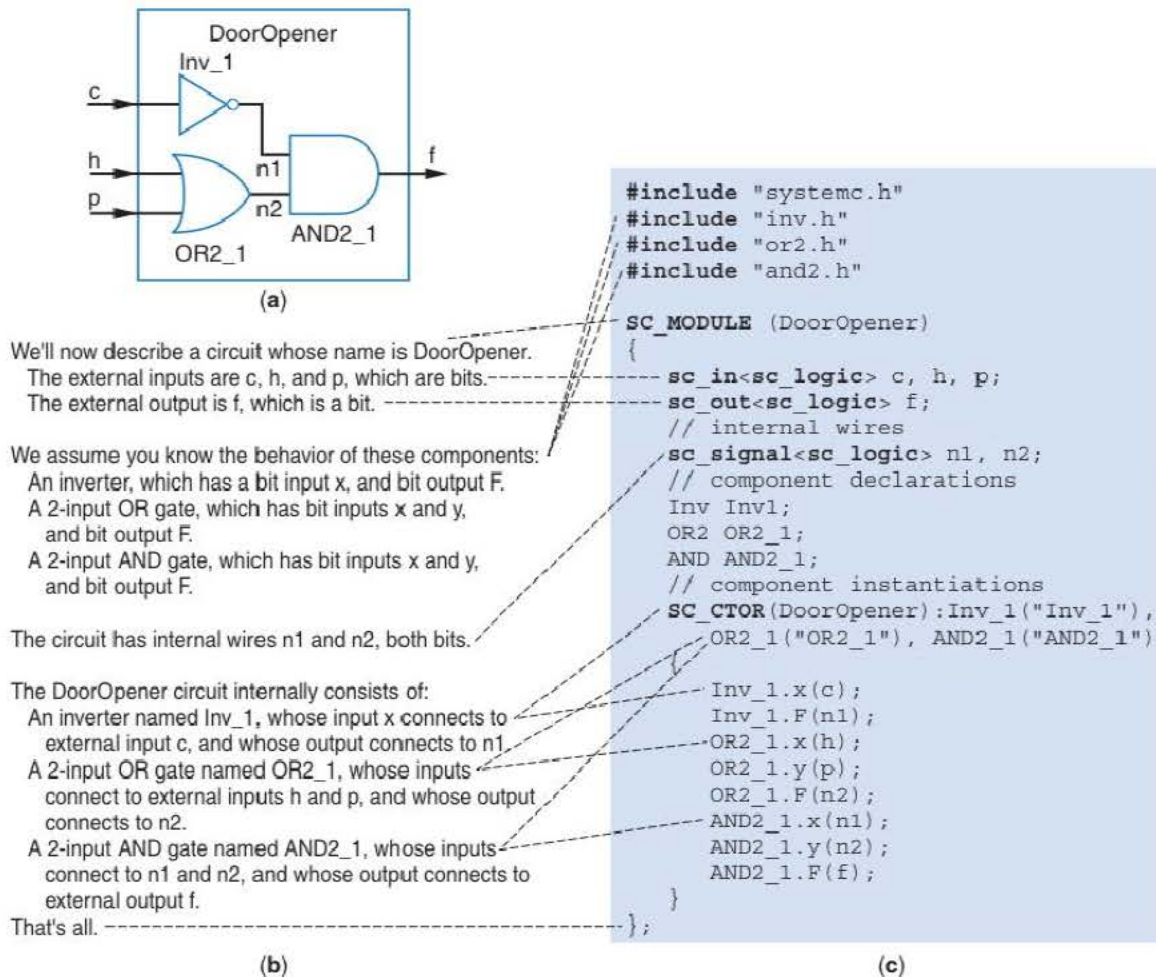 DoorOpener
Inv_1
c
h
p
n1
n2
f
OR2_1
AND2_1
(a)
We'll now describe a circuit whose name is DoorOpener.
The external inputs are c, h, and p, which are bits.
The external output is f, which is a bit.
We assume you know the behavior of these components:
An inverter, which has a bit input x, and bit output F.
A 2-input OR gate, which has bit inputs x and y,
and bit output F.
A 2-input AND gate, which has bit inputs x and y,
and bit output F.
The circuit has internal wires n1 and n2, both bits.
The DoorOpener circuit internally consists of:
An inverter named Inv_1, whose input x connects to
external input c, and whose output connects to n1.
A 2-input OR gate named OR2_1, whose inputs
connect to external inputs h and p, and whose output
connects to n2.
A 2-input AND gate named AND2_1, whose inputs
connect to n1 and n2, and whose output connects to
external output f.
That's all.
(b)
#include "systemc.h"
#include "inv.h"
#include "or2.h"
#include "and2.h"
SC_MODULE (DoorOpener)
{
sc_in<sc_logic> c, h, p;
sc_out<sc_logic> f;
// internal wires
sc_signal<sc_logic> n1, n2;
// component declarations
Inv Inv1;
OR2 OR2_1;
AND AND2_1;
// component instantiations
SC_CTOR(DoorOpener):Inv_1("Inv_1"),
OR2_1("OR2_1"), AND2_1("AND2_1")
{
Inv_1.x(c);
Inv_1.F(n1);
OR2_1.x(h);
OR2_1.y(p);
OR2_1.F(n2);
AND2_1.x(n1);
AND2_1.y(n2);
AND2_1.F(f);
}
};
(c)